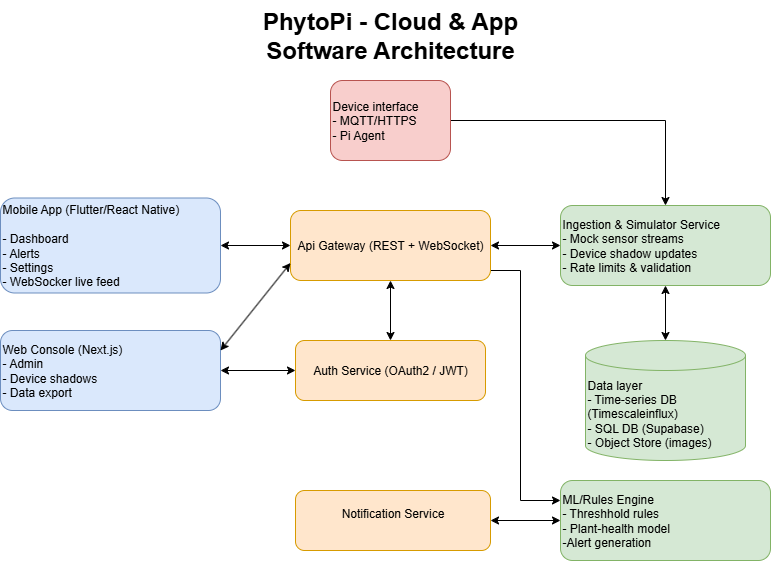 PhytoPi - Cloud & App
Software Architecture
Device interface
- MQTT/HTTPS
- Pi Agent
Mobile App (Flutter/React Native)
- Dashboard
- Alerts
- Settings
- WebSocker live feed
Api Gateway (REST + WebSocket)
Ingestion & Simulator Service
- Mock sensor streams
- Device shadow updates
- Rate limits & validation
Web Console (Next.js)
- Admin
- Device shadows
- Data export
Auth Service (OAuth2 / JWT)
Data layer
- Time-series DB
(Timescaleinflux)
- SQL DB (Supabase)
- Object Store (images)
Notification Service
ML/Rules Engine
- Threshhold rules
- Plant-health model
-Alert generation